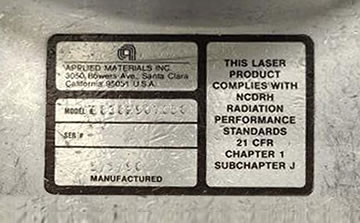 APPLIED MATERIALS INC.
3050 Bowers Ave., Santa Clara
California 95051 U.S.A.
MODEL #
SER #
MANUFACTURED
THIS LASER
PRODUCT
COMPLIES WITH
NCDRH
RADIATION
PERFORMANCE
STANDARDS
21 CFR
CHAPTER 1
SUBCHAPTER J